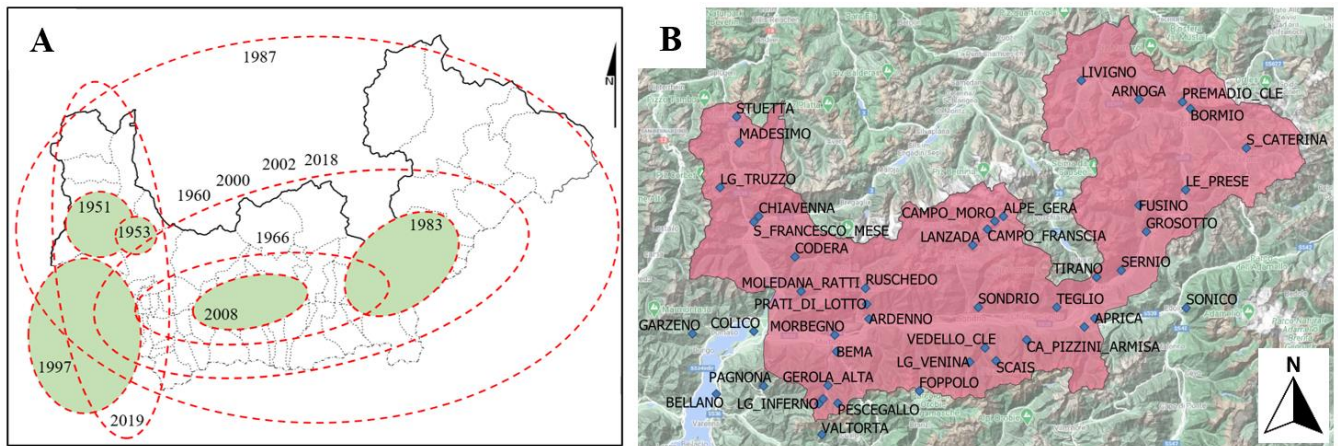 A
1987
N
2002 2018
2000
1960
1951
1953
1983
1966
2008
1997
2019
B
LIVIGNO
ARNOGA
PREMADIO_CLE
BORMIO
STUETTA
MADESIMO
S_CATERINA
LG_TRUZZO
LE_PRESE
CHIAVENNA
CAMPO_MORO
ALPE_GERA
FUSINO
S_FRANCESCO_MESE
GROSOTTO
LANZADA
CAMPO_FRANSCIA
CODERA
SERNIO
TIRANO
MOLEDANA_RATTI
RUSCHEDO
PRATI_DI_LOTTO
SONDRIO
TEGLIO
SONICO
GARZENO
COLICO
MORBEGNO
ARDENNO
APRICA
BEMA
VEDELLO_CLE
CA_PIZZINI_ARMISA
LG_VENINA
SCAIS
PAGNONA
GEROLA_ALTA
FOPPOLO
BELLANO
LG_INFERNO
PESCEGALLO
VALTORTA
N